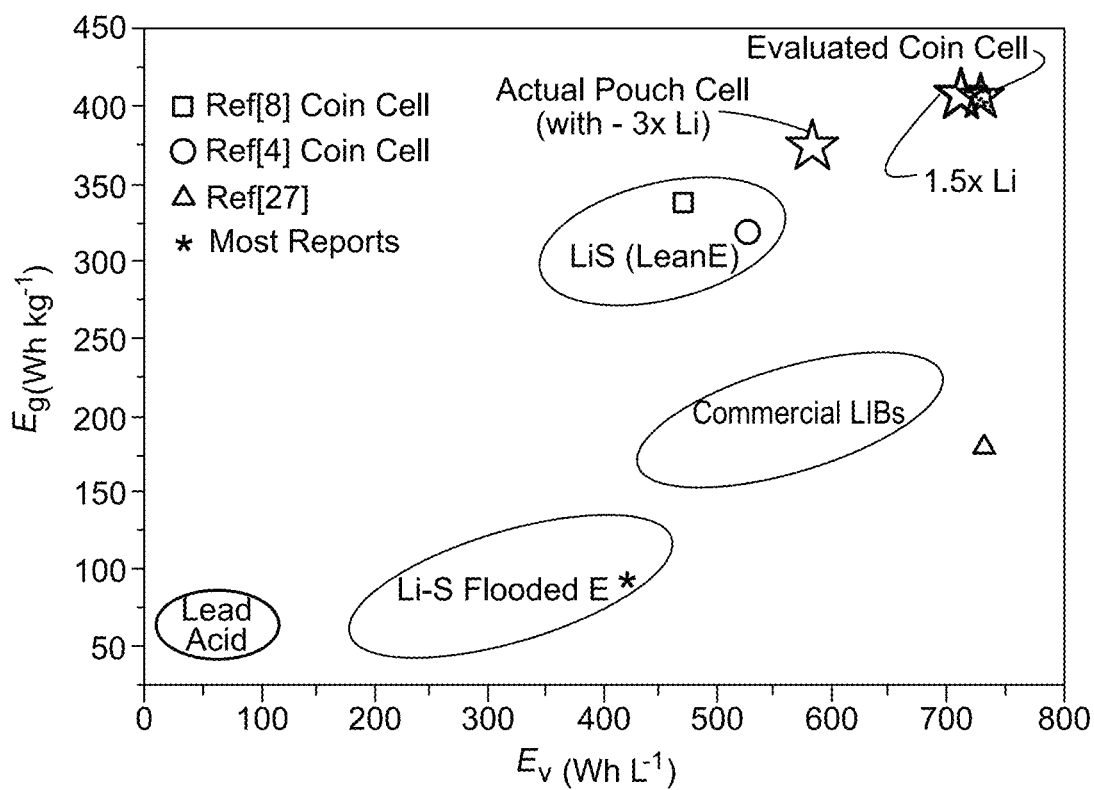 450
400
350
300
250
200
150
100
50
E_g(Wh kg⁻¹)
□ Ref[8] Coin Cell
○ Ref[4] Coin Cell
△ Ref[27]
* Most Reports
Evaluated Coin Cell
Actual Pouch Cell
(with - 3x Li)
1.5x Li
LiS (LeanE)
Commercial LIBs
Li-S Flooded E
Lead
Acid
0 100 200 300 400 500 600 700 800
E_v (Wh L⁻¹)